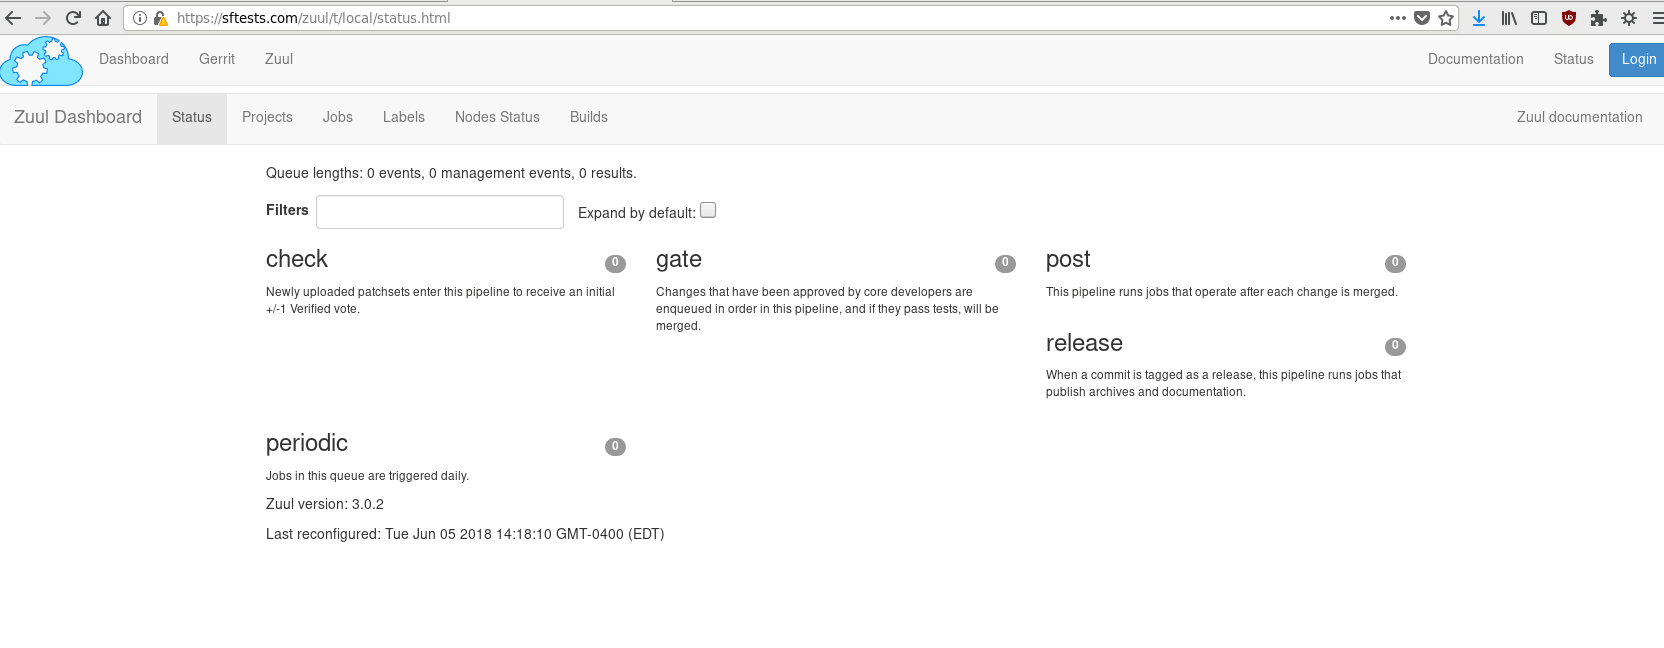 https://sftests.com/zuul/t/local/status.html
Dashboard Gerrit Zuul Documentation Status Login
Zuul Dashboard Status Projects Jobs Labels Nodes Status Builds Zuul documentation
Queue lengths: 0 events, 0 management events, 0 results.
Filters Expand by default:
check 0
Newly uploaded patchsets enter this pipeline to receive an initial
+/-1 Verified vote.
gate 0
Changes that have been approved by core developers are
enqueued in order in this pipeline, and if they pass tests, will be
merged.
post 0
This pipeline runs jobs that operate after each change is merged.
release 0
When a commit is tagged as a release, this pipeline runs jobs that
publish archives and documentation.
periodic 0
Jobs in this queue are triggered daily.
Zuul version: 3.0.2
Last reconfigured: Tue Jun 05 2018 14:18:10 GMT-0400 (EDT)